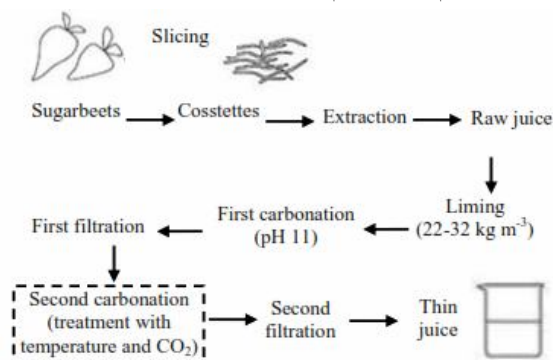 Slicing
Sugarbeets
Cosstettes
Extraction
Raw juice
Liming
(22-32 kg m⁻³)
First carbonation
(pH 11)
First filtration
Second carbonation
(treatment with
temperature and CO₂)
Second
filtration
Thin
juice